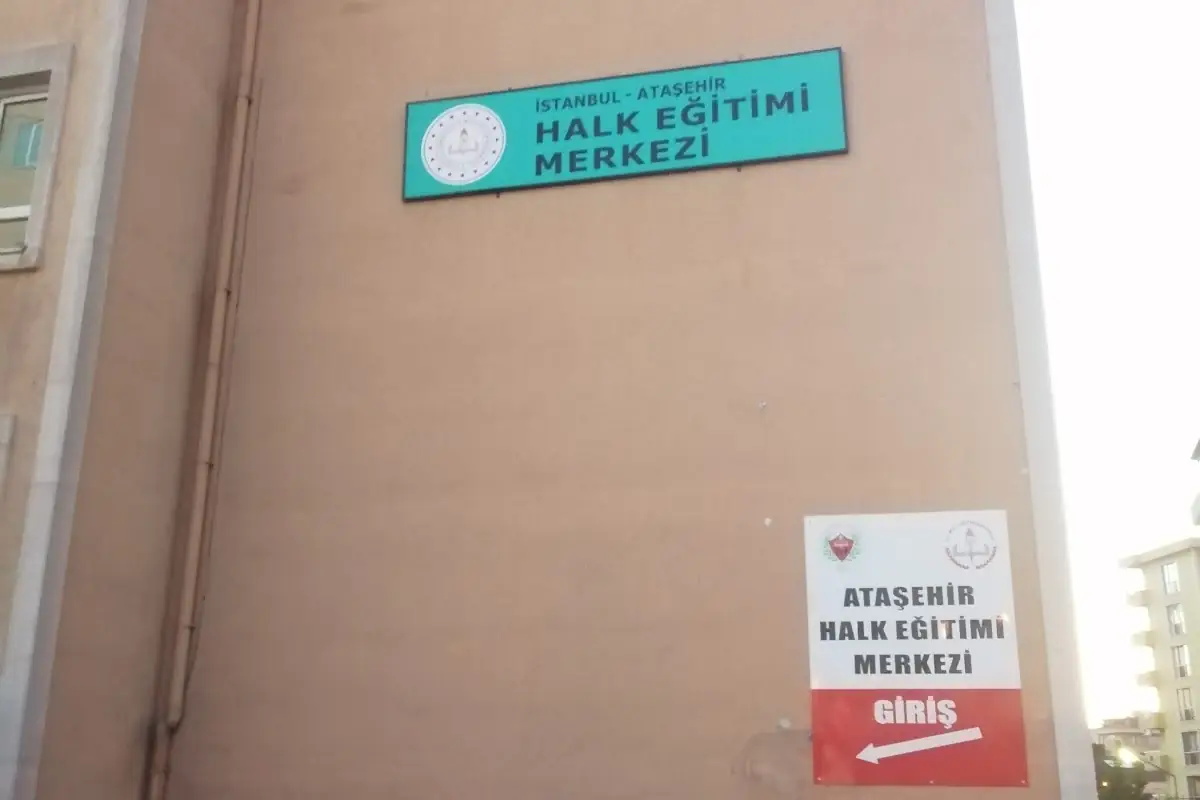 İSTANBUL - ATAŞEHİR
HALK EĞİTİMİ
MERKEZİ
ATAŞEHİR
HALK EĞİTİMİ
MERKEZİ
GİRİŞ